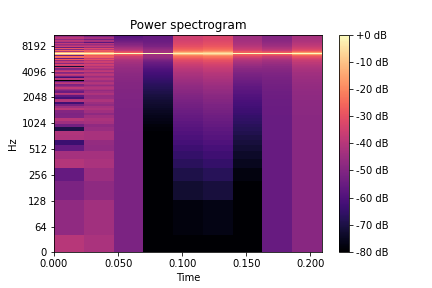 Power spectrogram
Hz
8192
4096
2048
1024
512
256
128
64
0
0.000 0.050 0.100 0.150 0.200
Time
+0 dB
-10 dB
-20 dB
-30 dB
-40 dB
-50 dB
-60 dB
-70 dB
-80 dB